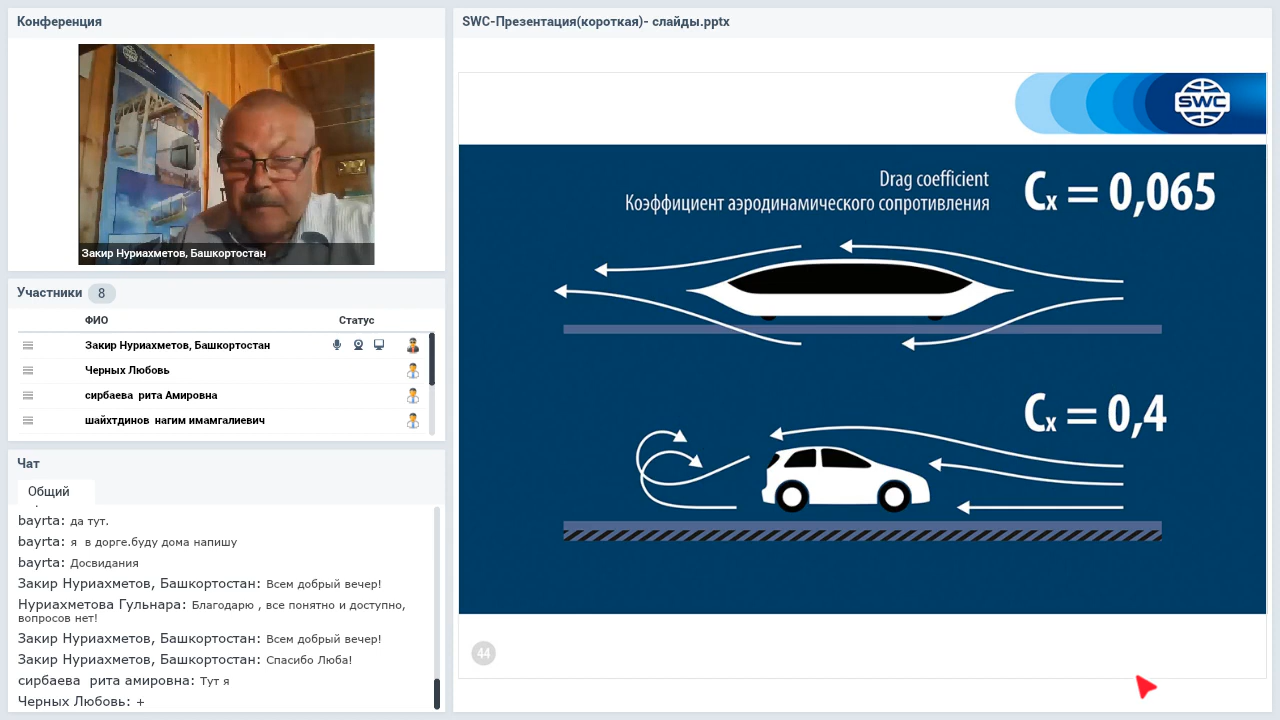 Конференция
Закир Нуриахметов, Башкортостан
Участники 8
ФИО Статус
Закир Нуриахметов, Башкортостан
Черных Любовь
сирбаева рита Амировна
шайхтдинов нагим имамгалиевич
Чат
Общий
bayrta: да тут.
bayrta: я в дорге.буду дома напишу
bayrta: Досвидания
Закир Нуриахметов, Башкортостан: Всем добрый вечер!
Нуриахметова Гульнара: Благодарю , все понятно и доступно,
вопросов нет!
Закир Нуриахметов, Башкортостан: Всем добрый вечер!
Закир Нуриахметов, Башкортостан: Спасибо Люба!
сирбаева рита амировна: Тут я
Черных Любовь: +
SWC-Презентация(короткая)- слайды.pptx
SWC
Drag coefficient
Коэффициент аэродинамического сопротивления
Cx = 0,065
Cx = 0,4
44